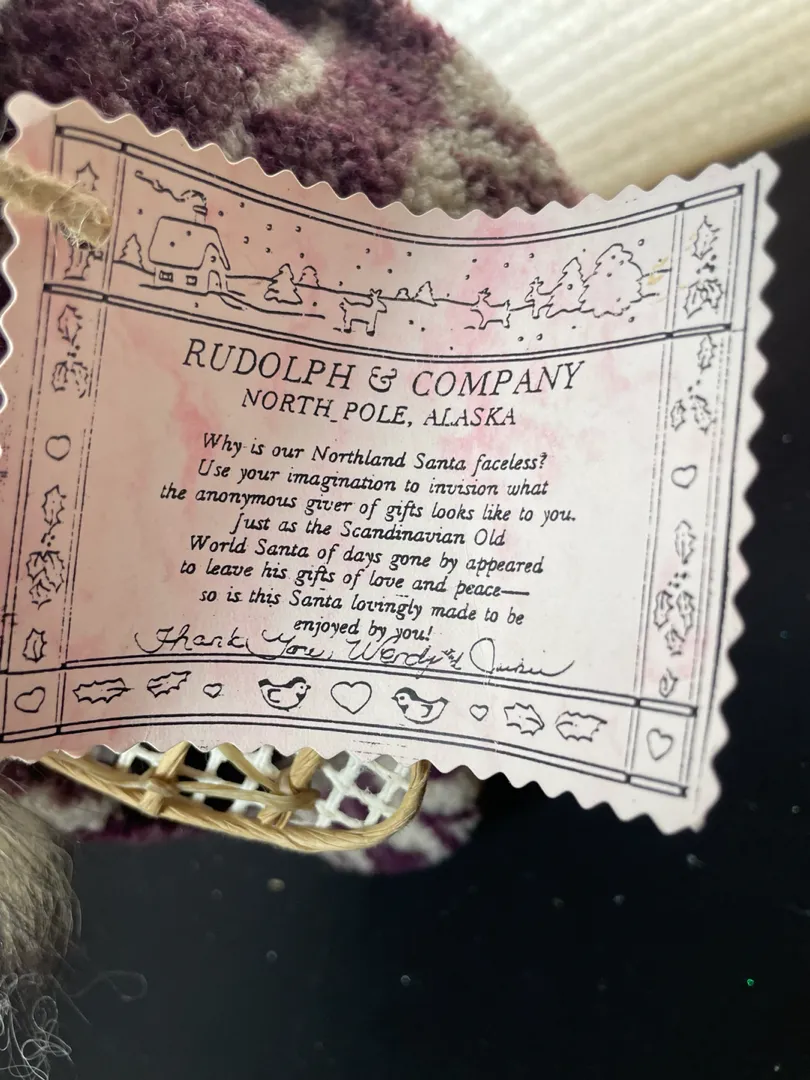 RUDOLPH & COMPANY
NORTH POLE, ALASKA
Why is our Northland Santa faceless?
Use your imagination to invision what
the anonymous giver of gifts looks like to you.
Just as the Scandinavian Old
World Santa of days gone by appeared
to leave his gifts of love and peace—
so is this Santa lovingly made to be
enjoyed by you!
Thank You, Wendy